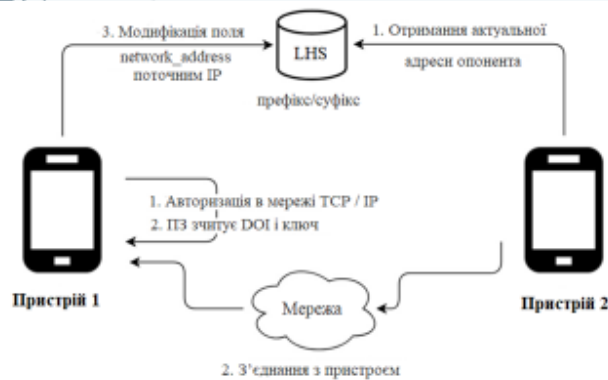 3. Модифікація поля
network_address
поточним IP
LHS
префікс/суфікс
1. Отримання актуальної
адреси опонента
1. Авторизація в мережі TCP / IP
2. ПЗ зчитує DOI і ключ
Пристрій 1
Мережа
Пристрій 2
2. З’єднання з пристроєм